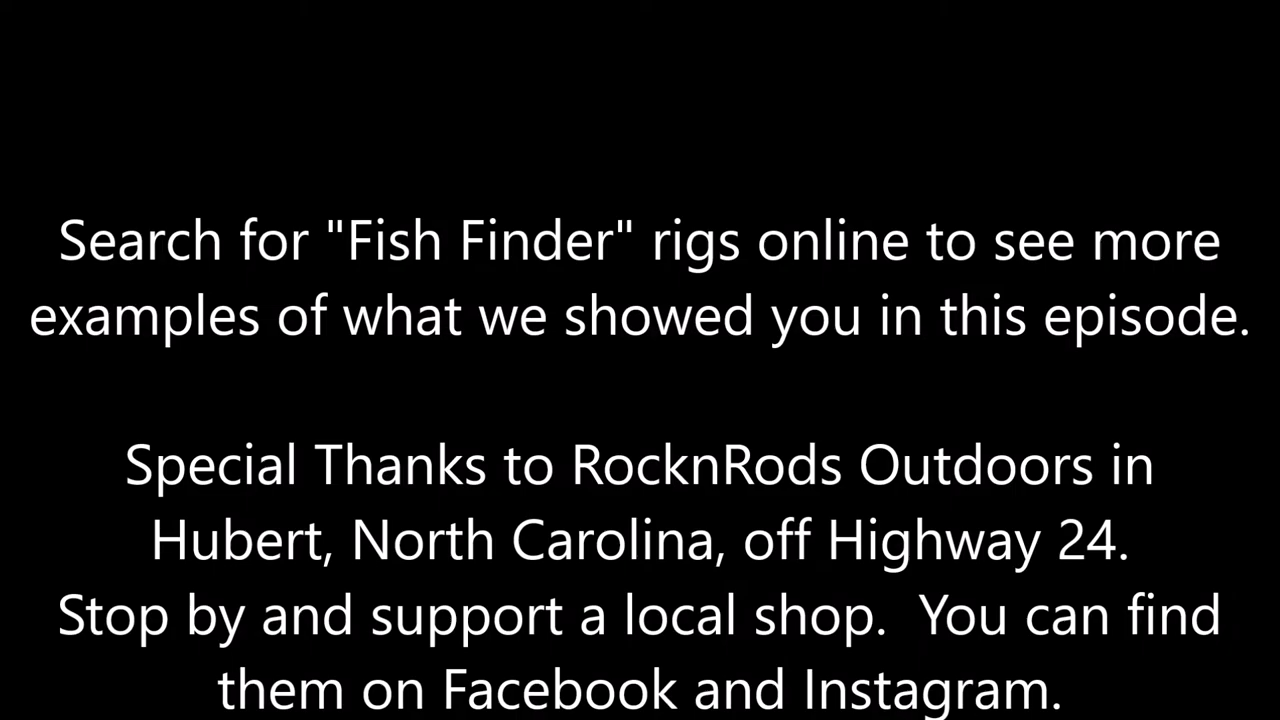 Search for "Fish Finder" rigs online to see more
examples of what we showed you in this episode.
Special Thanks to RocknRods Outdoors in
Hubert, North Carolina, off Highway 24.
Stop by and support a local shop.  You can find
them on Facebook and Instagram.